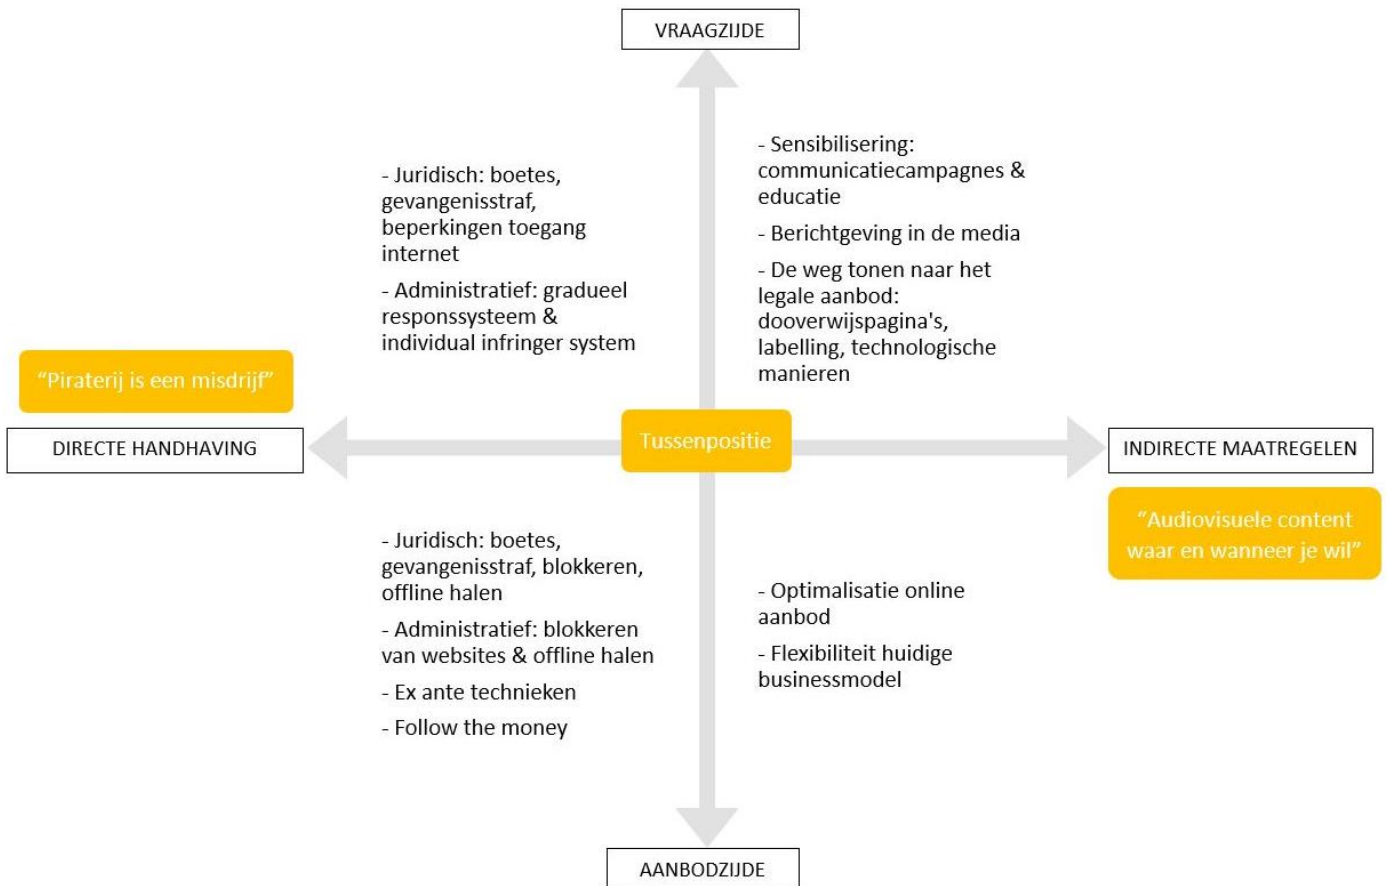 VRAAGZIJDE
- Juridisch: boetes,
gevangenisstraf,
beperkingen toegang
internet
- Administratief: gradueel
responssysteem &
individual infringer system
- Sensibilisering:
communicatiecampagnes &
educatie
- Berichtgeving in de media
- De weg tonen naar het
legale aanbod:
dooverwijspagina's,
labelling, technologische
manieren
“Piraterij is een misdrijf”
DIRECTE HANDHAVING
Tussenpositie
INDIRECTE MAATREGELEN
“Audiovisuele content
waar en wanneer je wil”
- Juridisch: boetes,
gevangenisstraf, blokkeren,
offline halen
- Administratief: blokkeren
van websites & offline halen
- Ex ante technieken
- Follow the money
- Optimalisatie online
aanbod
- Flexibiliteit huidige
businessmodel
AANBODZIJDE